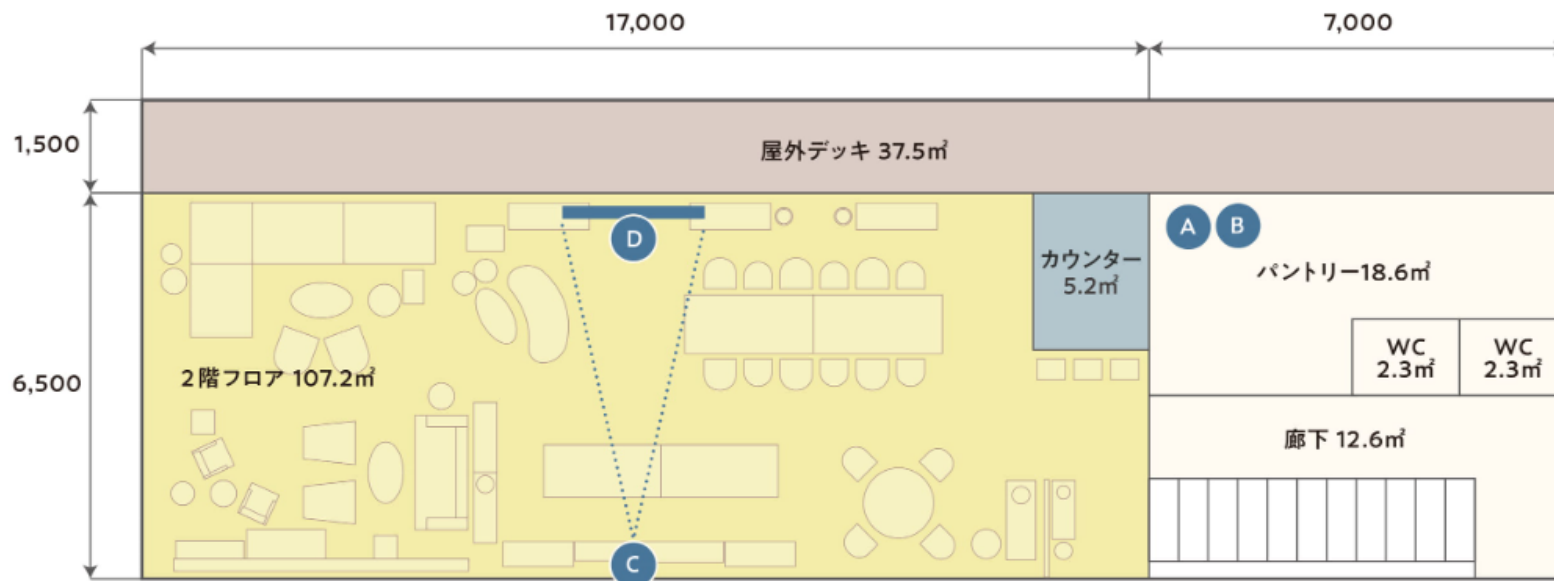 17,000
7,000
1,500
屋外デッキ 37.5㎡
D
A
B
カウンター
5.2㎡
パントリー18.6㎡
WC
2.3㎡
WC
2.3㎡
6,500
2階フロア 107.2㎡
廊下 12.6㎡
C